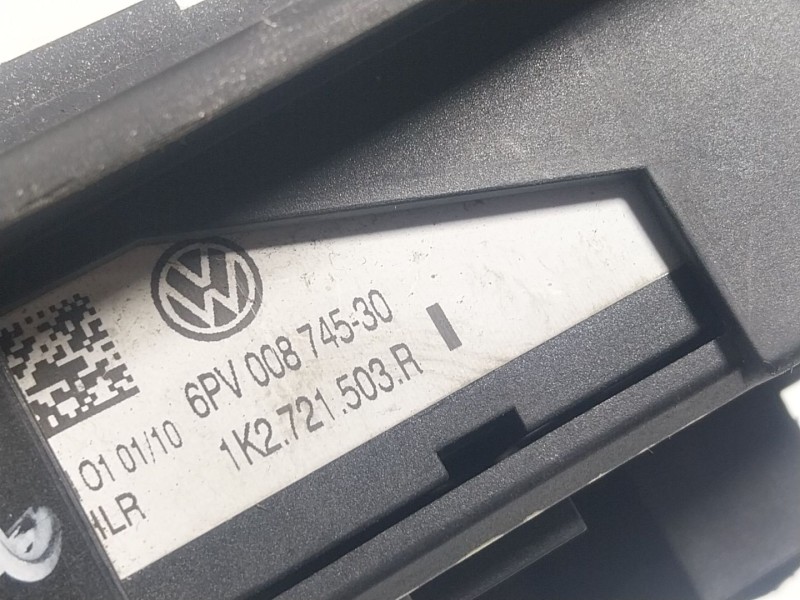 6PV 008 745-30
1K2.721.503.R
01 01/10
HLR